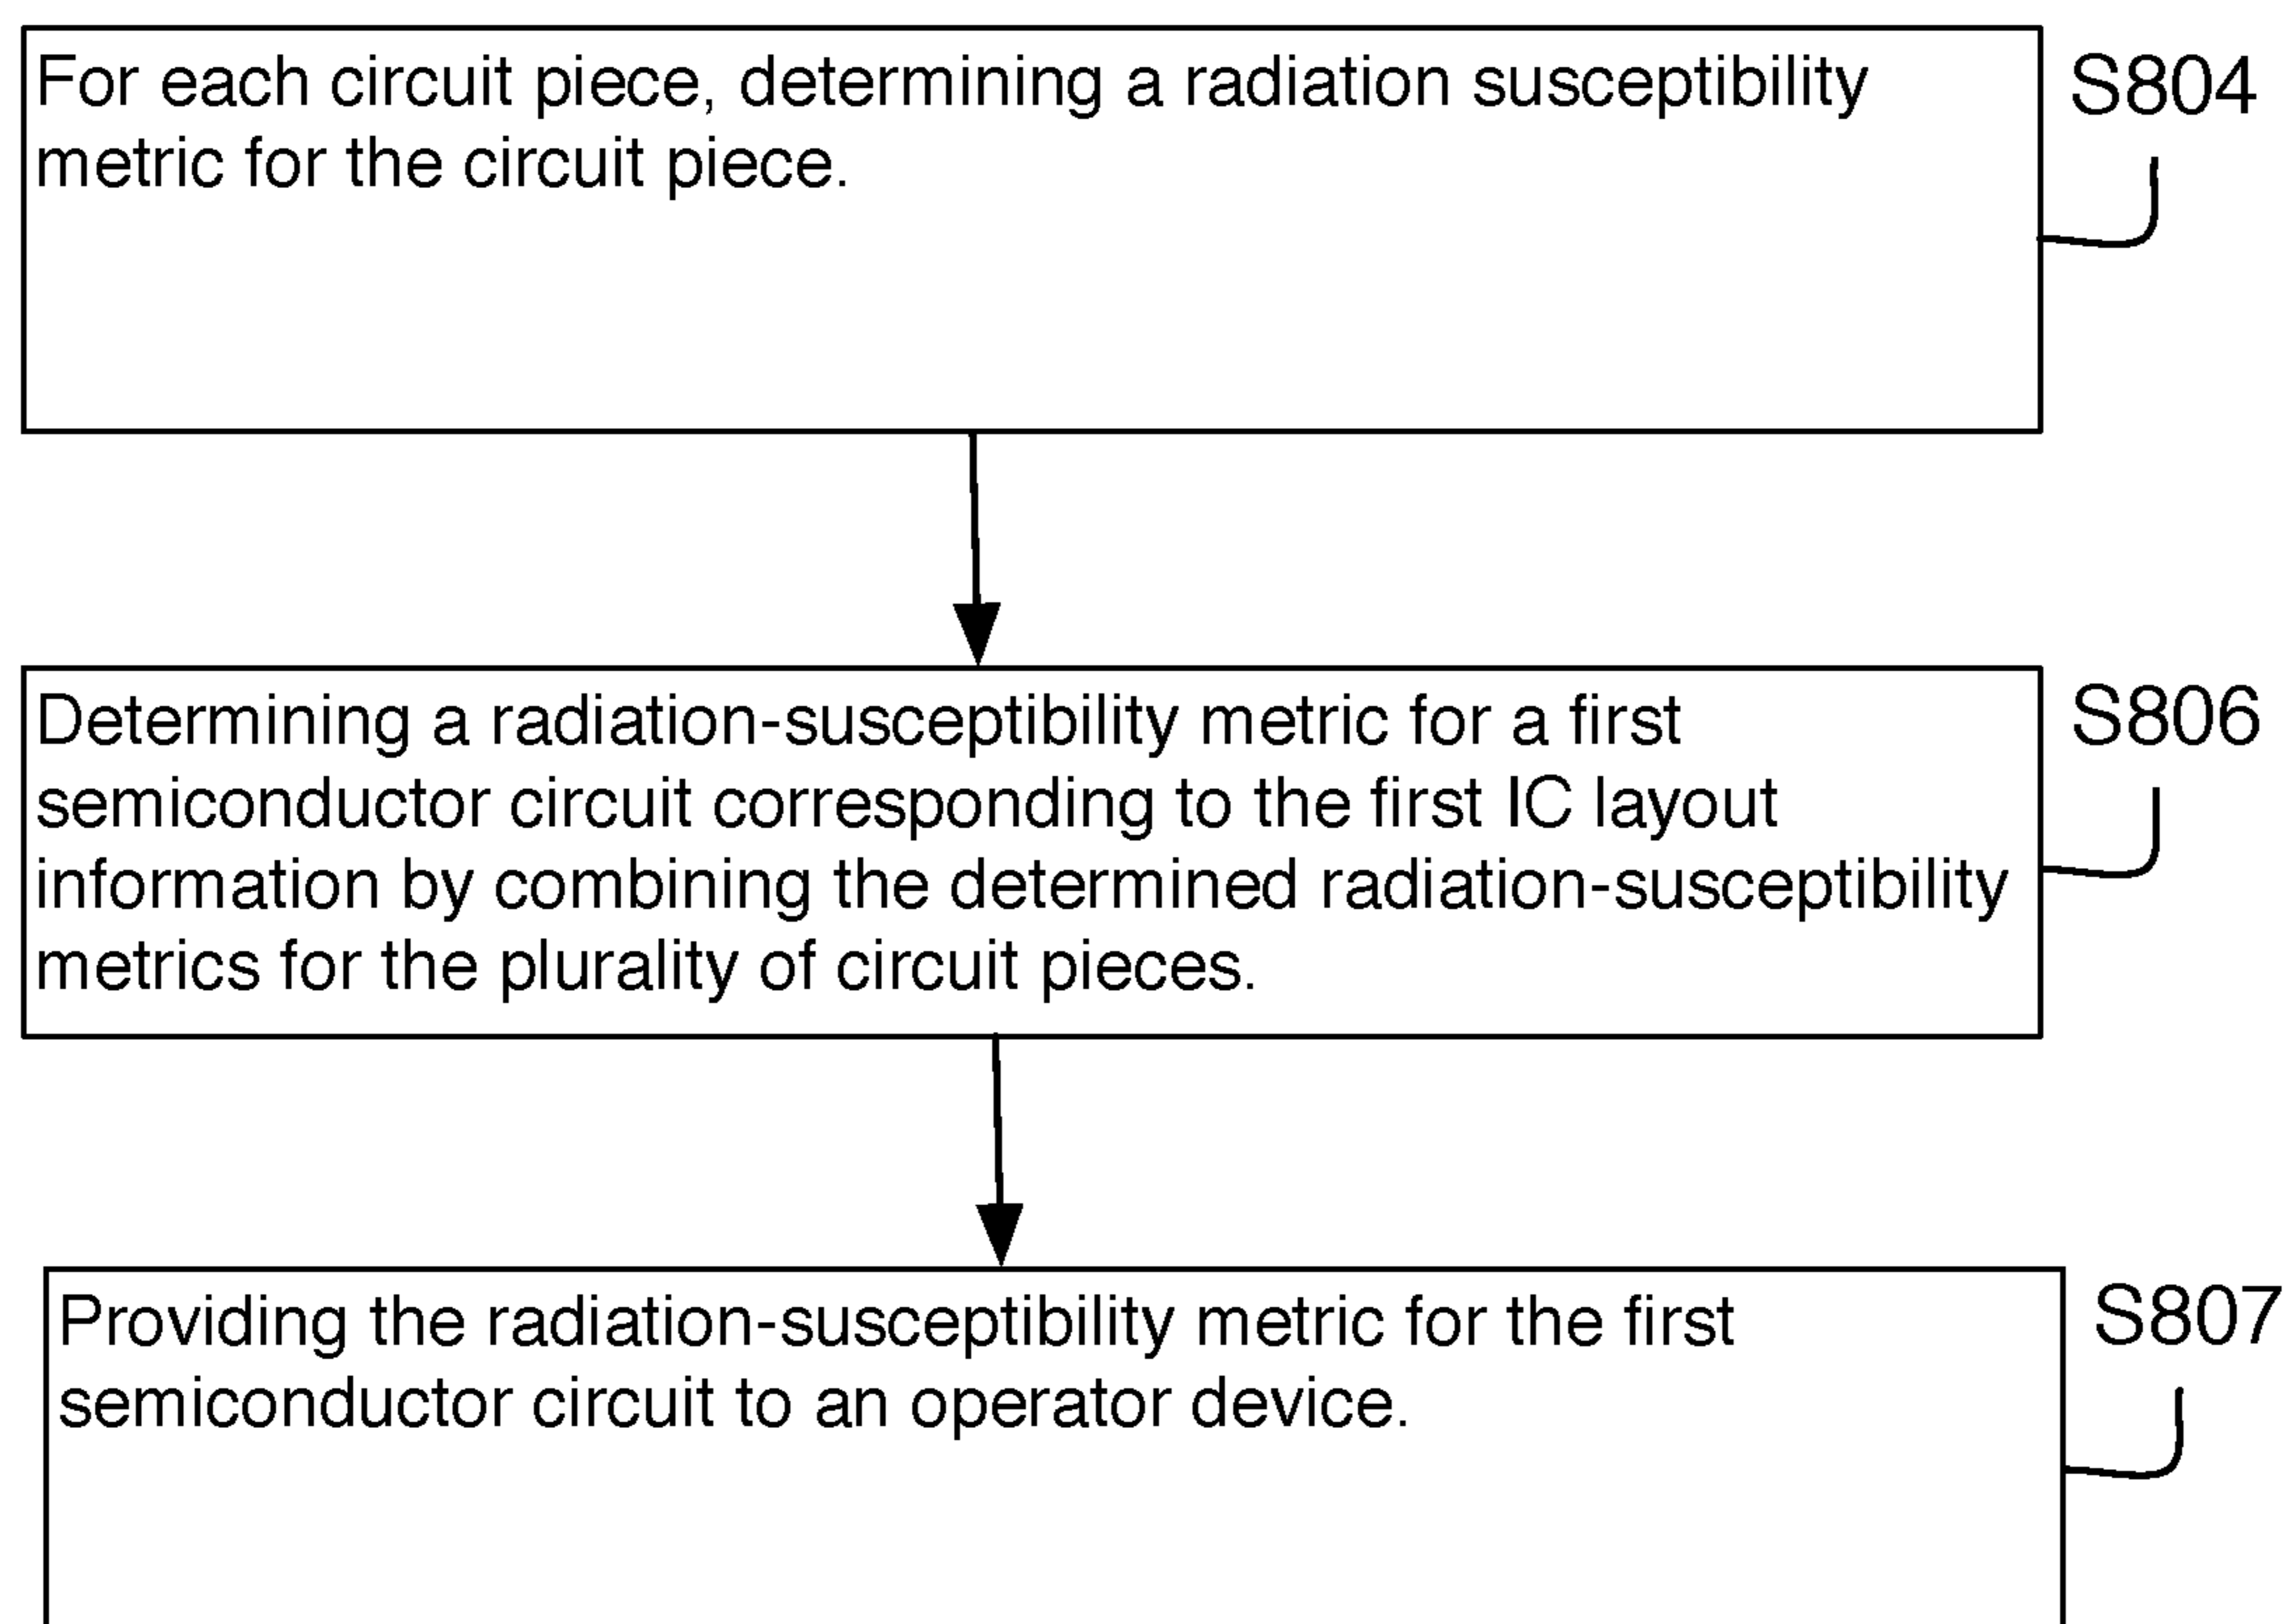 For each circuit piece, determining a radiation susceptibility
metric for the circuit piece.
S804
Determining a radiation-susceptibility metric for a first
semiconductor circuit corresponding to the first IC layout
information by combining the determined radiation-susceptibility
metrics for the plurality of circuit pieces.
S806
Providing the radiation-susceptibility metric for the first
semiconductor circuit to an operator device.
S807